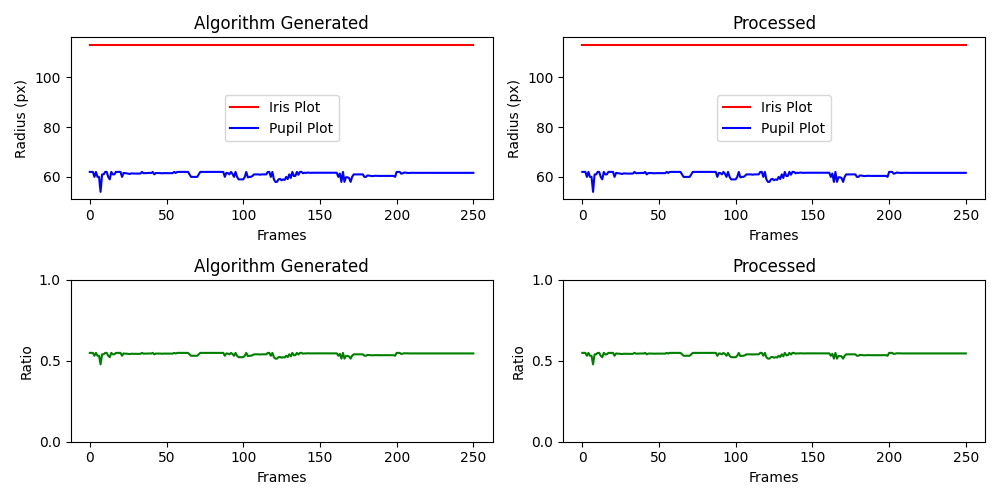 Algorithm Generated
Processed
Radius (px)
100
80
60
Iris Plot
Pupil Plot
0 50 100 150 200 250
Frames
Radius (px)
100
80
60
Iris Plot
Pupil Plot
0 50 100 150 200 250
Frames
Algorithm Generated
Processed
Ratio
1.0
0.5
0.0
0 50 100 150 200 250
Frames
Ratio
1.0
0.5
0.0
0 50 100 150 200 250
Frames